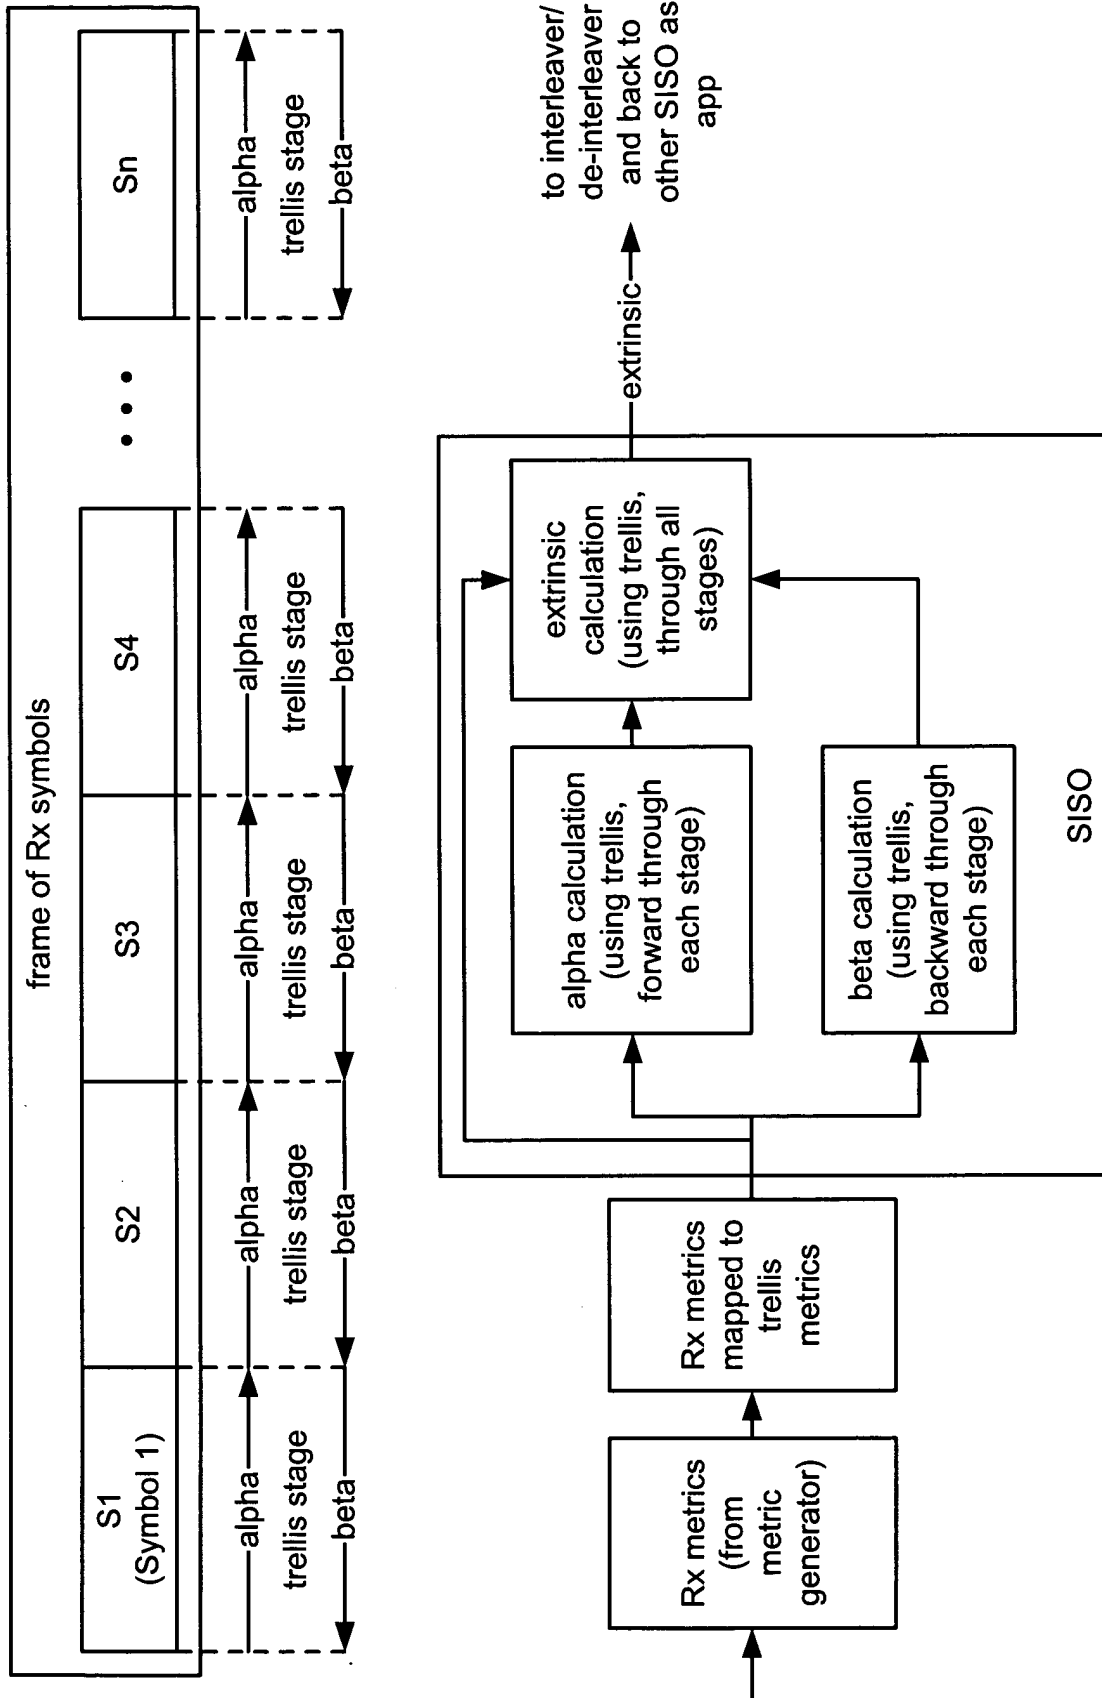 frame of Rx symbols
S1
(Symbol 1)
S2
S3
S4
Sn
alpha
trellis stage
beta
alpha
trellis stage
beta
alpha
trellis stage
beta
alpha
trellis stage
beta
alpha
trellis stage
beta
Rx metrics
(from
metric
generator)
Rx metrics
mapped to
trellis
metrics
alpha calculation
(using trellis,
forward through
each stage)
beta calculation
(using trellis,
backward through
each stage)
extrinsic
calculation
(using trellis,
through all
stages)
SISO
extrinsic
to interleaver/
de-interleaver
and back to
other SISO as
app